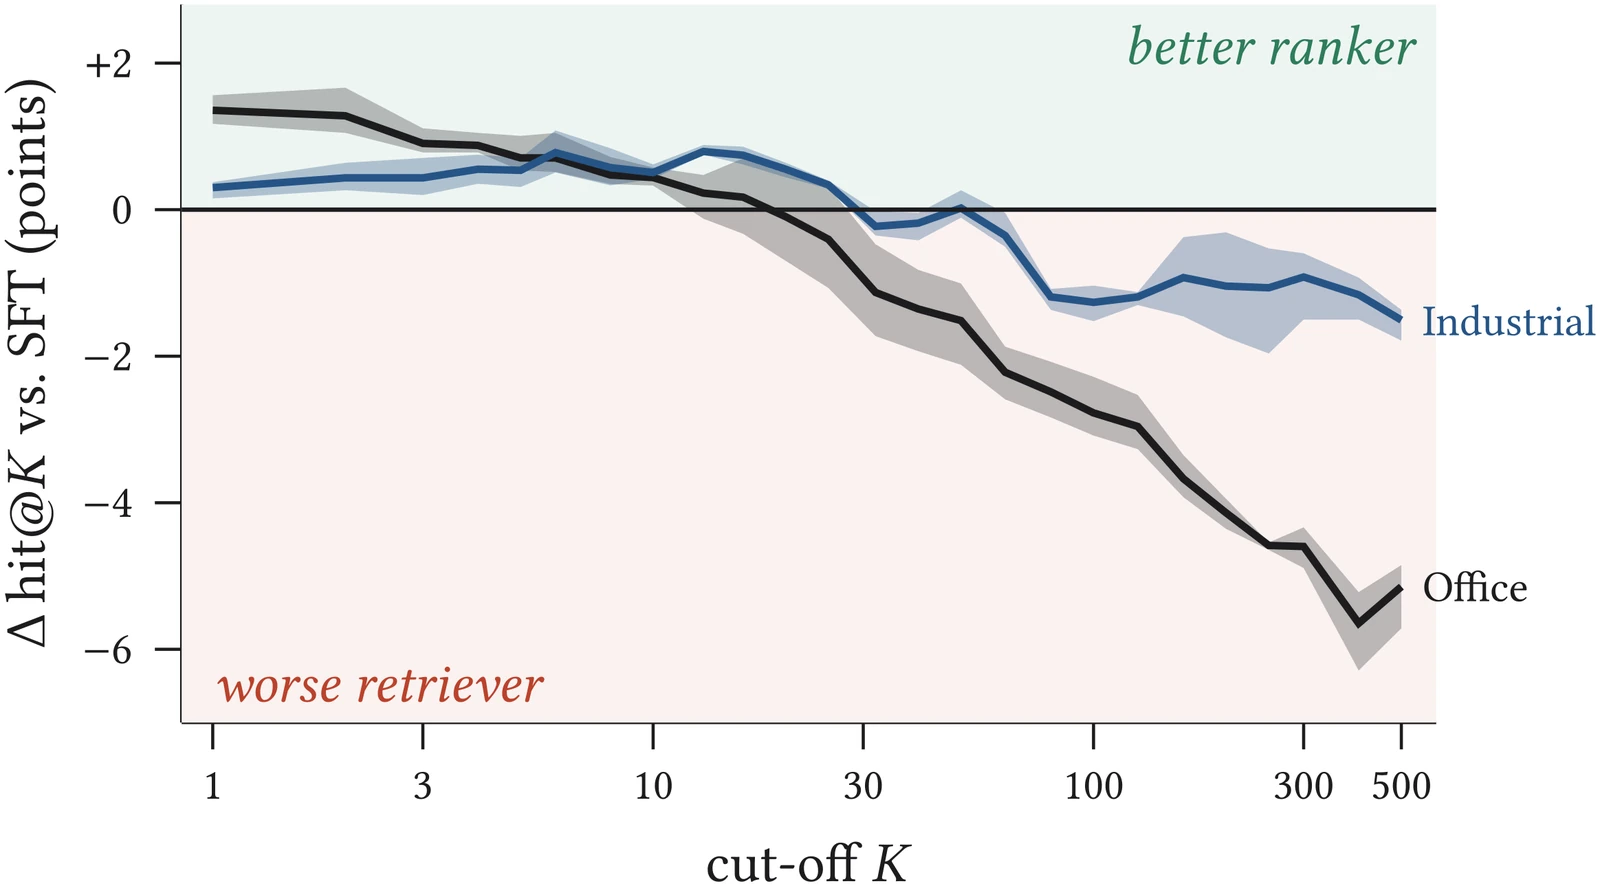 Δ hit@K vs. SFT (points)
+2
0
−2
−4
−6
better ranker
worse retriever
Industrial
Office
1 3 10 30 100 300 500
cut-off K